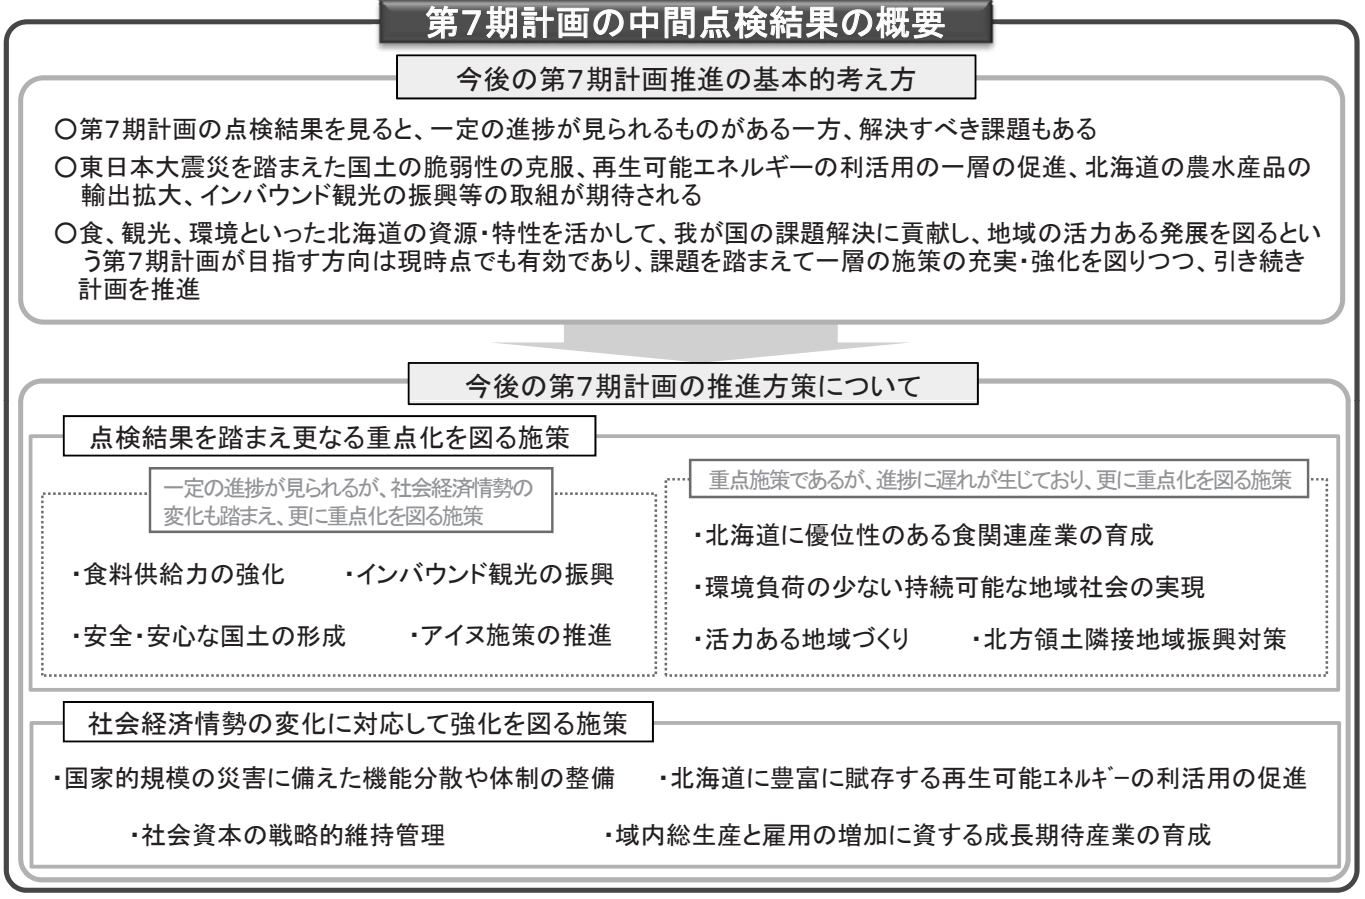 第7期計画の中間点検結果の概要
今後の第7期計画推進の基本的考え方
○第7期計画の点検結果を見ると、一定の進捗が見られるものがある一方、解決すべき課題もある
○東日本大震災を踏まえた国土の脆弱性の克服、再生可能エネルギーの利活用の一層の促進、北海道の農水産品の
輸出拡大、インバウンド観光の振興等の取組が期待される
○食、観光、環境といった北海道の資源・特性を活かして、我が国の課題解決に貢献し、地域の活力ある発展を図るとい
う第7期計画が目指す方向は現時点でも有効であり、課題を踏まえて一層の施策の充実・強化を図りつつ、引き続き
計画を推進
今後の第7期計画の推進方策について
点検結果を踏まえ更なる重点化を図る施策
一定の進捗が見られるが、社会経済情勢の
変化も踏まえ、更に重点化を図る施策
・食料供給力の強化 ・インバウンド観光の振興
・安全・安心な国土の形成 ・アイヌ施策の推進
重点施策であるが、進捗に遅れが生じており、更に重点化を図る施策
・北海道に優位性のある食関連産業の育成
・環境負荷の少ない持続可能な地域社会の実現
・活力ある地域づくり ・北方領土隣接地域振興対策
社会経済情勢の変化に対応して強化を図る施策
・国家的規模の災害に備えた機能分散や体制の整備 ・北海道に豊富に賦存する再生可能ｴﾈﾙｷﾞｰの利活用の促進
・社会資本の戦略的維持管理 ・域内総生産と雇用の増加に資する成長期待産業の育成